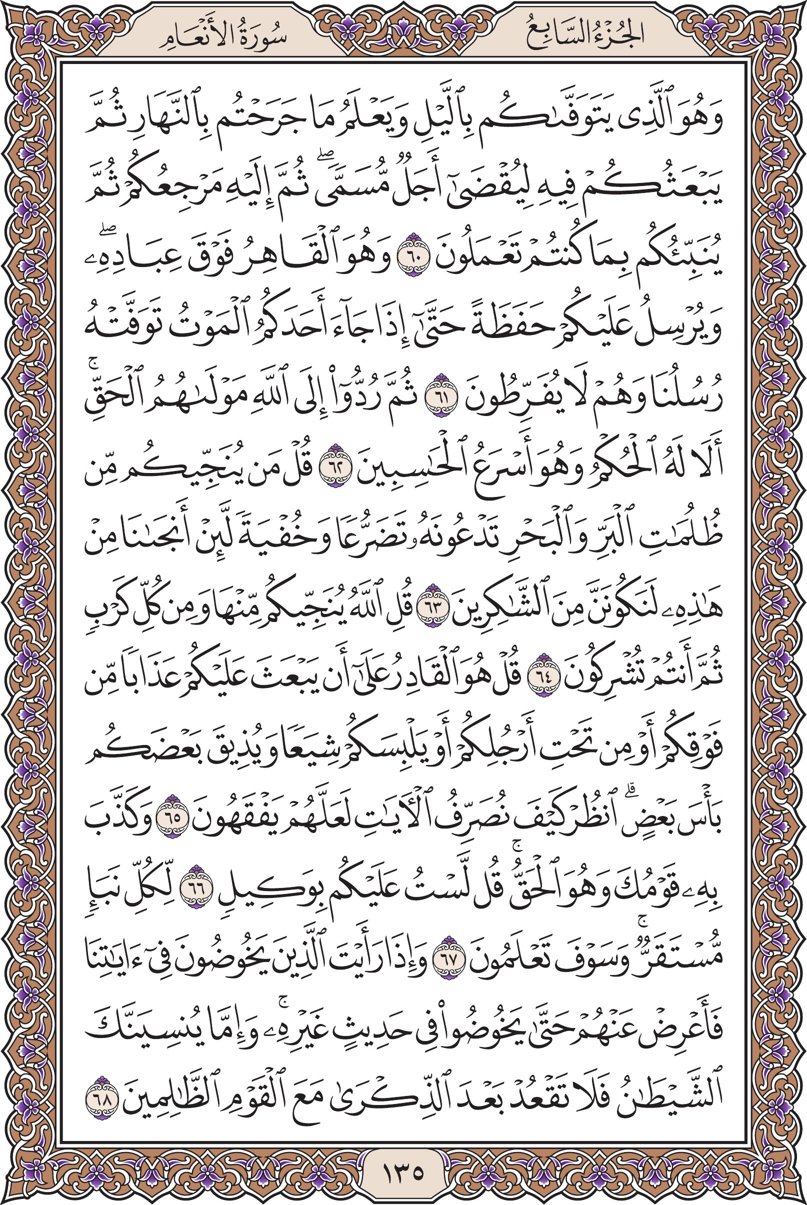 الجُزْءُ السَّابِعُ
سُورَةُ الأَنْعَامِ
وَهُوَ ٱلَّذِى يَتَوَفَّىٰكُم بِٱلَّيْلِ وَيَعْلَمُ مَا جَرَحْتُم بِٱلنَّهَارِ ثُمَّ
يَبْعَثُكُمْ فِيهِ لِيُقْضَىٰٓ أَجَلٌ مُّسَمًّى ۖ ثُمَّ إِلَيْهِ مَرْجِعُكُمْ ثُمَّ
يُنَبِّئُكُم بِمَا كُنتُمْ تَعْمَلُونَ ٦٠ وَهُوَ ٱلْقَاهِرُ فَوْقَ عِبَادِهِۦ ۖ
وَيُرْسِلُ عَلَيْكُمْ حَفَظَةً حَتَّىٰٓ إِذَا جَآءَ أَحَدَكُمُ ٱلْمَوْتُ تَوَفَّتْهُ
رُسُلُنَا وَهُمْ لَا يُفَرِّطُونَ ٦١ ثُمَّ رُدُّوٓا۟ إِلَى ٱللَّهِ مَوْلَىٰهُمُ ٱلْحَقِّ ۚ
أَلَا لَهُ ٱلْحُكْمُ وَهُوَ أَسْرَعُ ٱلْحَٰسِبِينَ ٦٢ قُلْ مَن يُنَجِّيكُم مِّن
ظُلُمَٰتِ ٱلْبَرِّ وَٱلْبَحْرِ تَدْعُونَهُۥ تَضَرُّعًا وَخُفْيَةً لَّئِنْ أَنجَىٰنَا مِنْ
هَٰذِهِۦ لَنَكُونَنَّ مِنَ ٱلشَّٰكِرِينَ ٦٣ قُلِ ٱللَّهُ يُنَجِّيكُم مِّنْهَا وَمِن كُلِّ كَرْبٍ
ثُمَّ أَنتُمْ تُشْرِكُونَ ٦٤ قُلْ هُوَ ٱلْقَادِرُ عَلَىٰٓ أَن يَبْعَثَ عَلَيْكُمْ عَذَابًا مِّن
فَوْقِكُمْ أَوْ مِن تَحْتِ أَرْجُلِكُمْ أَوْ يَلْبِسَكُمْ شِيَعًا وَيُذِيقَ بَعْضَكُم
بَأْسَ بَعْضٍ ۗ ٱنظُرْ كَيْفَ نُصَرِّفُ ٱلْءَايَٰتِ لَعَلَّهُمْ يَفْقَهُونَ ٦٥ وَكَذَّبَ
بِهِۦ قَوْمُكَ وَهُوَ ٱلْحَقُّ ۚ قُل لَّسْتُ عَلَيْكُم بِوَكِيلٍ ٦٦ لِّكُلِّ نَبَإٍ
مُّسْتَقَرٌّ ۚ وَسَوْفَ تَعْلَمُونَ ٦٧ وَإِذَا رَأَيْتَ ٱلَّذِينَ يَخُوضُونَ فِىٓ ءَايَٰتِنَا
فَأَعْرِضْ عَنْهُمْ حَتَّىٰ يَخُوضُوا۟ فِى حَدِيثٍ غَيْرِهِۦ ۚ وَإِمَّا يُنسِيَنَّكَ
ٱلشَّيْطَٰنُ فَلَا تَقْعُدْ بَعْدَ ٱلذِّكْرَىٰ مَعَ ٱلْقَوْمِ ٱلظَّٰلِمِينَ ٦٨
١٣٥